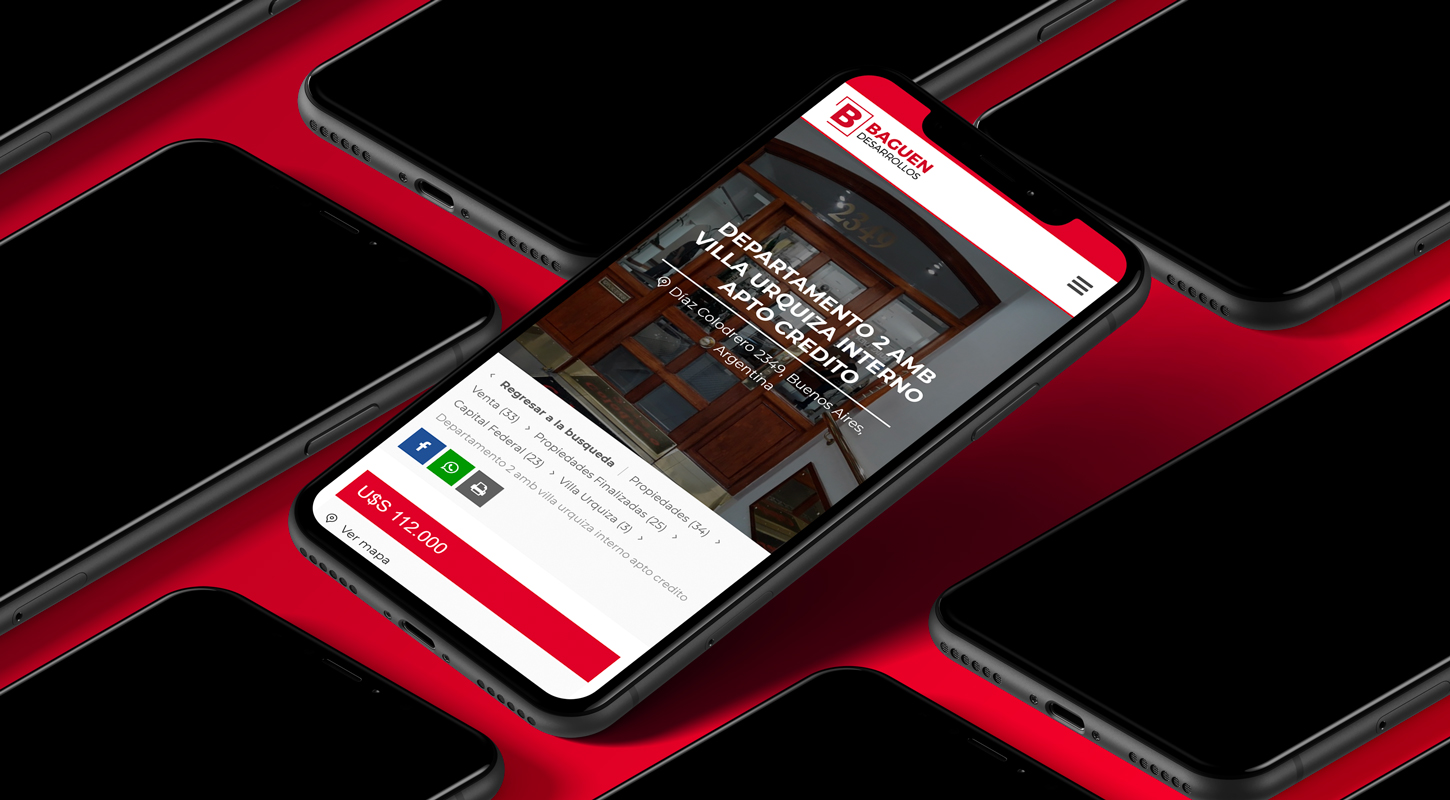 B
BAGUEN
DESARROLLOS
2349
DEPARTAMENTO 2 AMB
VILLA URQUIZA INTERNO
APTO CREDITO
Díaz Colodrero 2349, Buenos Aires,
Argentina
‹ Regresar a la busqueda | Propiedades (34) ›
Venta (33) › Propiedades Finalizadas (25) ›
Capital Federal (23) › Villa Urquiza (3) ›
Departamento 2 amb villa urquiza interno apto credito
f
U$S 112.000
Ver mapa